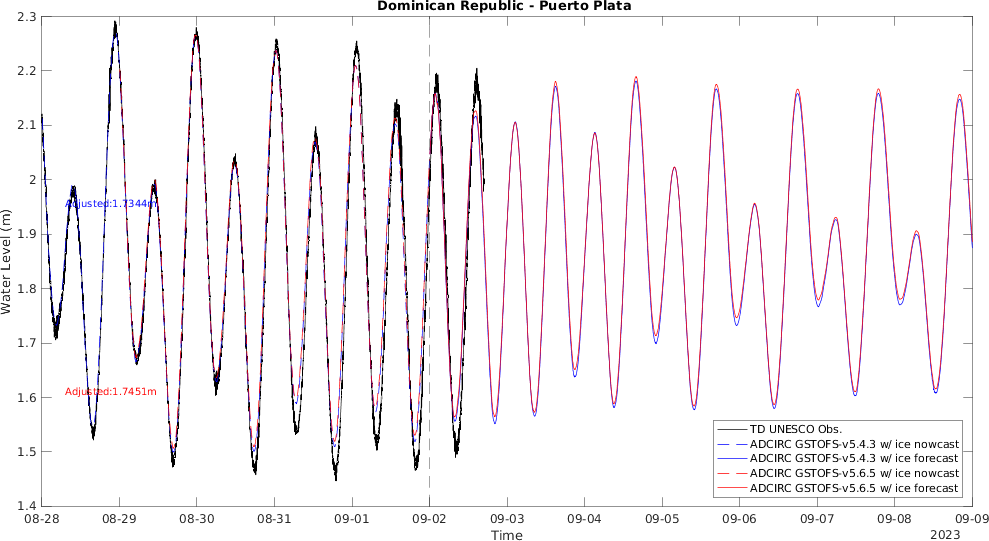 Dominican Republic - Puerto Plata
2.3
2.2
2.1
2
1.9
1.8
1.7
1.6
1.5
1.4
Water Level (m)
Adjusted:1.7344m
Adjusted:1.7451m
TD UNESCO Obs.
ADCIRC GSTOFS-v5.4.3 w/ ice nowcast
ADCIRC GSTOFS-v5.4.3 w/ ice forecast
ADCIRC GSTOFS-v5.6.5 w/ ice nowcast
ADCIRC GSTOFS-v5.6.5 w/ ice forecast
08-28 08-29 08-30 08-31 09-01 09-02 09-03 09-04 09-05 09-06 09-07 09-08 09-09
Time
2023